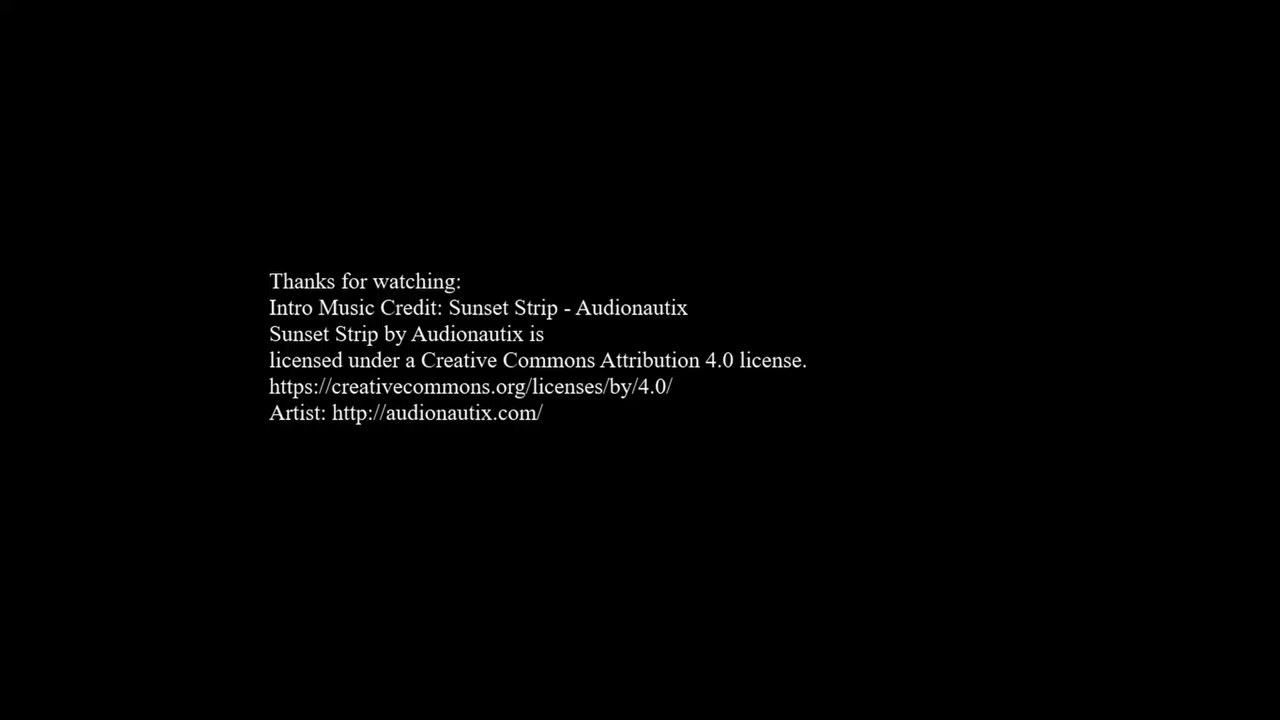 Thanks for watching:
Intro Music Credit: Sunset Strip - Audionautix
Sunset Strip by Audionautix is
licensed under a Creative Commons Attribution 4.0 license.
https://creativecommons.org/licenses/by/4.0/
Artist: http://audionautix.com/